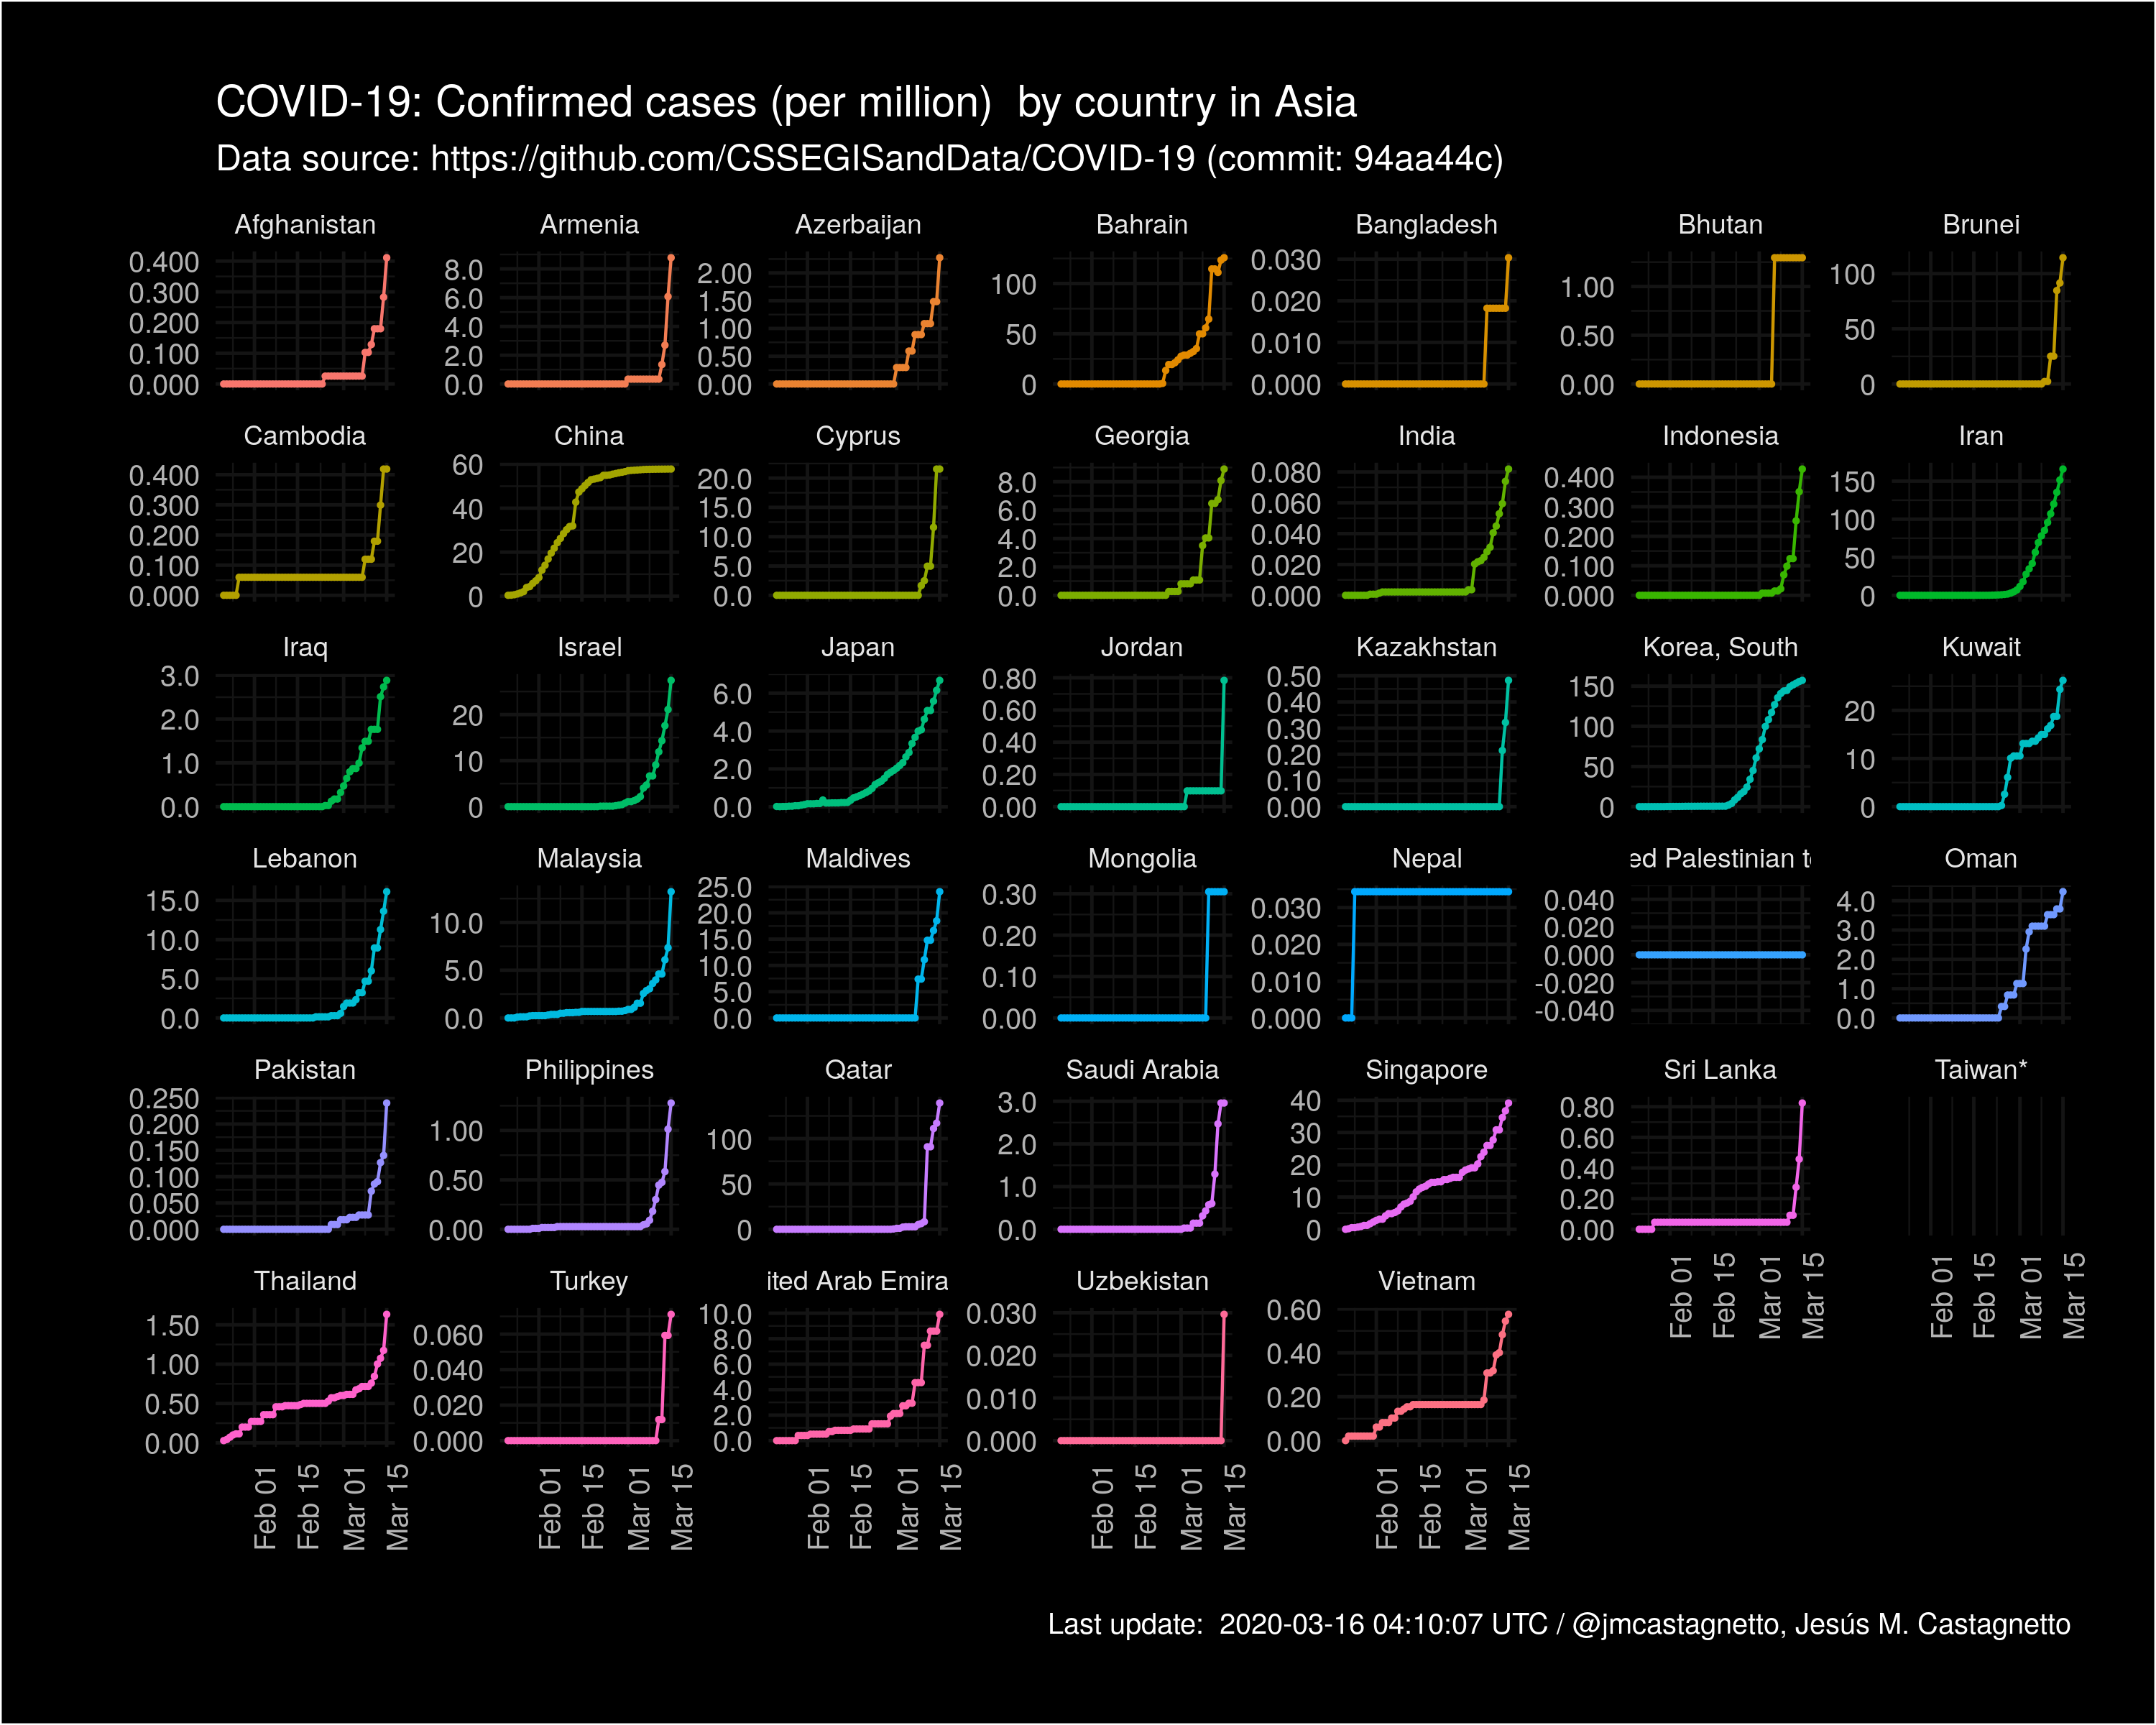 COVID-19: Confirmed cases (per million)  by country in Asia
Data source: https://github.com/CSSEGISandData/COVID-19 (commit: 94aa44c)
Afghanistan Armenia Azerbaijan Bahrain Bangladesh Bhutan Brunei
0.400 0.300 0.200 0.100 0.000
8.0 6.0 4.0 2.0 0.0
2.00 1.50 1.00 0.50 0.00
100 50 0
0.030 0.020 0.010 0.000
1.00 0.50 0.00
100 50 0
Cambodia China Cyprus Georgia India Indonesia Iran
0.400 0.300 0.200 0.100 0.000
60 40 20 0
20.0 15.0 10.0 5.0 0.0
8.0 6.0 4.0 2.0 0.0
0.080 0.060 0.040 0.020 0.000
0.400 0.300 0.200 0.100 0.000
150 100 50 0
Iraq Israel Japan Jordan Kazakhstan Korea, South Kuwait
3.0 2.0 1.0 0.0
20 10 0
6.0 4.0 2.0 0.0
0.80 0.60 0.40 0.20 0.00
0.50 0.40 0.30 0.20 0.10 0.00
150 100 50 0
20 10 0
Lebanon Malaysia Maldives Mongolia Nepal ed Palestinian t Oman
15.0 10.0 5.0 0.0
10.0 5.0 0.0
25.0 20.0 15.0 10.0 5.0 0.0
0.30 0.20 0.10 0.00
0.030 0.020 0.010 0.000
0.040 0.020 0.000 -0.020 -0.040
4.0 3.0 2.0 1.0 0.0
Pakistan Philippines Qatar Saudi Arabia Singapore Sri Lanka Taiwan*
0.250 0.200 0.150 0.100 0.050 0.000
1.00 0.50 0.00
100 50 0
3.0 2.0 1.0 0.0
40 30 20 10 0
0.80 0.60 0.40 0.20 0.00
Feb 01 Feb 15 Mar 01 Mar 15
Feb 01 Feb 15 Mar 01 Mar 15
Thailand Turkey ited Arab Emira Uzbekistan Vietnam
1.50 1.00 0.50 0.00
0.060 0.040 0.020 0.000
10.0 8.0 6.0 4.0 2.0 0.0
0.030 0.020 0.010 0.000
0.60 0.40 0.20 0.00
Feb 01 Feb 15 Mar 01 Mar 15
Feb 01 Feb 15 Mar 01 Mar 15
Feb 01 Feb 15 Mar 01 Mar 15
Feb 01 Feb 15 Mar 01 Mar 15
Feb 01 Feb 15 Mar 01 Mar 15
Last update:  2020-03-16 04:10:07 UTC / @jmcastagnetto, Jesús M. Castagnetto